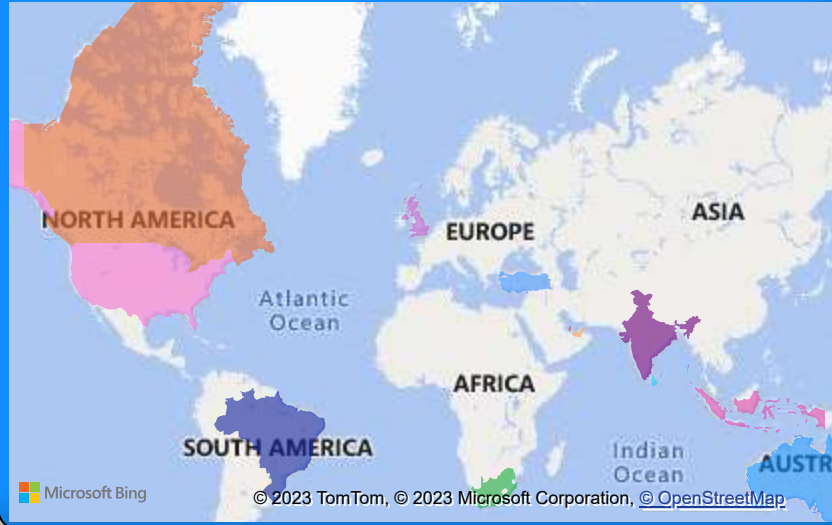 NORTH AMERICA
ASIA
EUROPE
Atlantic
Ocean
AFRICA
SOUTH AMERICA
Indian
Ocean
AUSTR
Microsoft Bing
© 2023 TomTom, © 2023 Microsoft Corporation, © OpenStreetMap